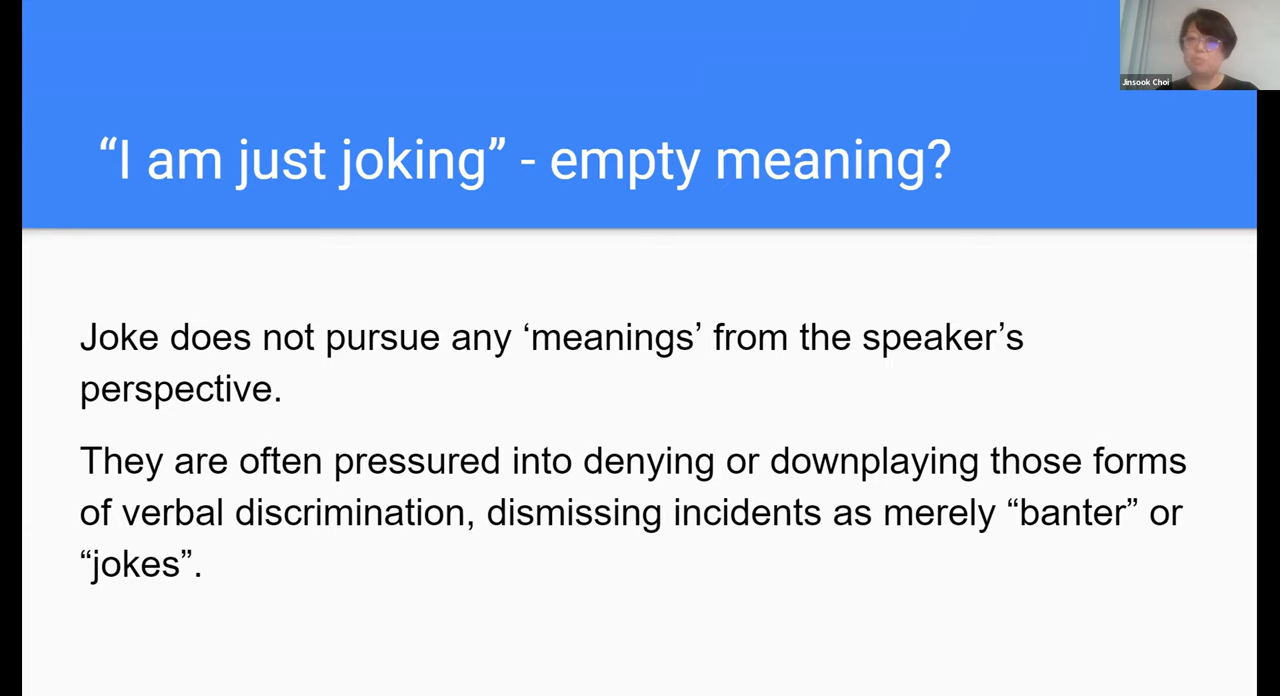 Jinsook Choi
“I am just joking” - empty meaning?
Joke does not pursue any ‘meanings’ from the speaker’s
perspective.
They are often pressured into denying or downplaying those forms
of verbal discrimination, dismissing incidents as merely “banter” or
“jokes”.